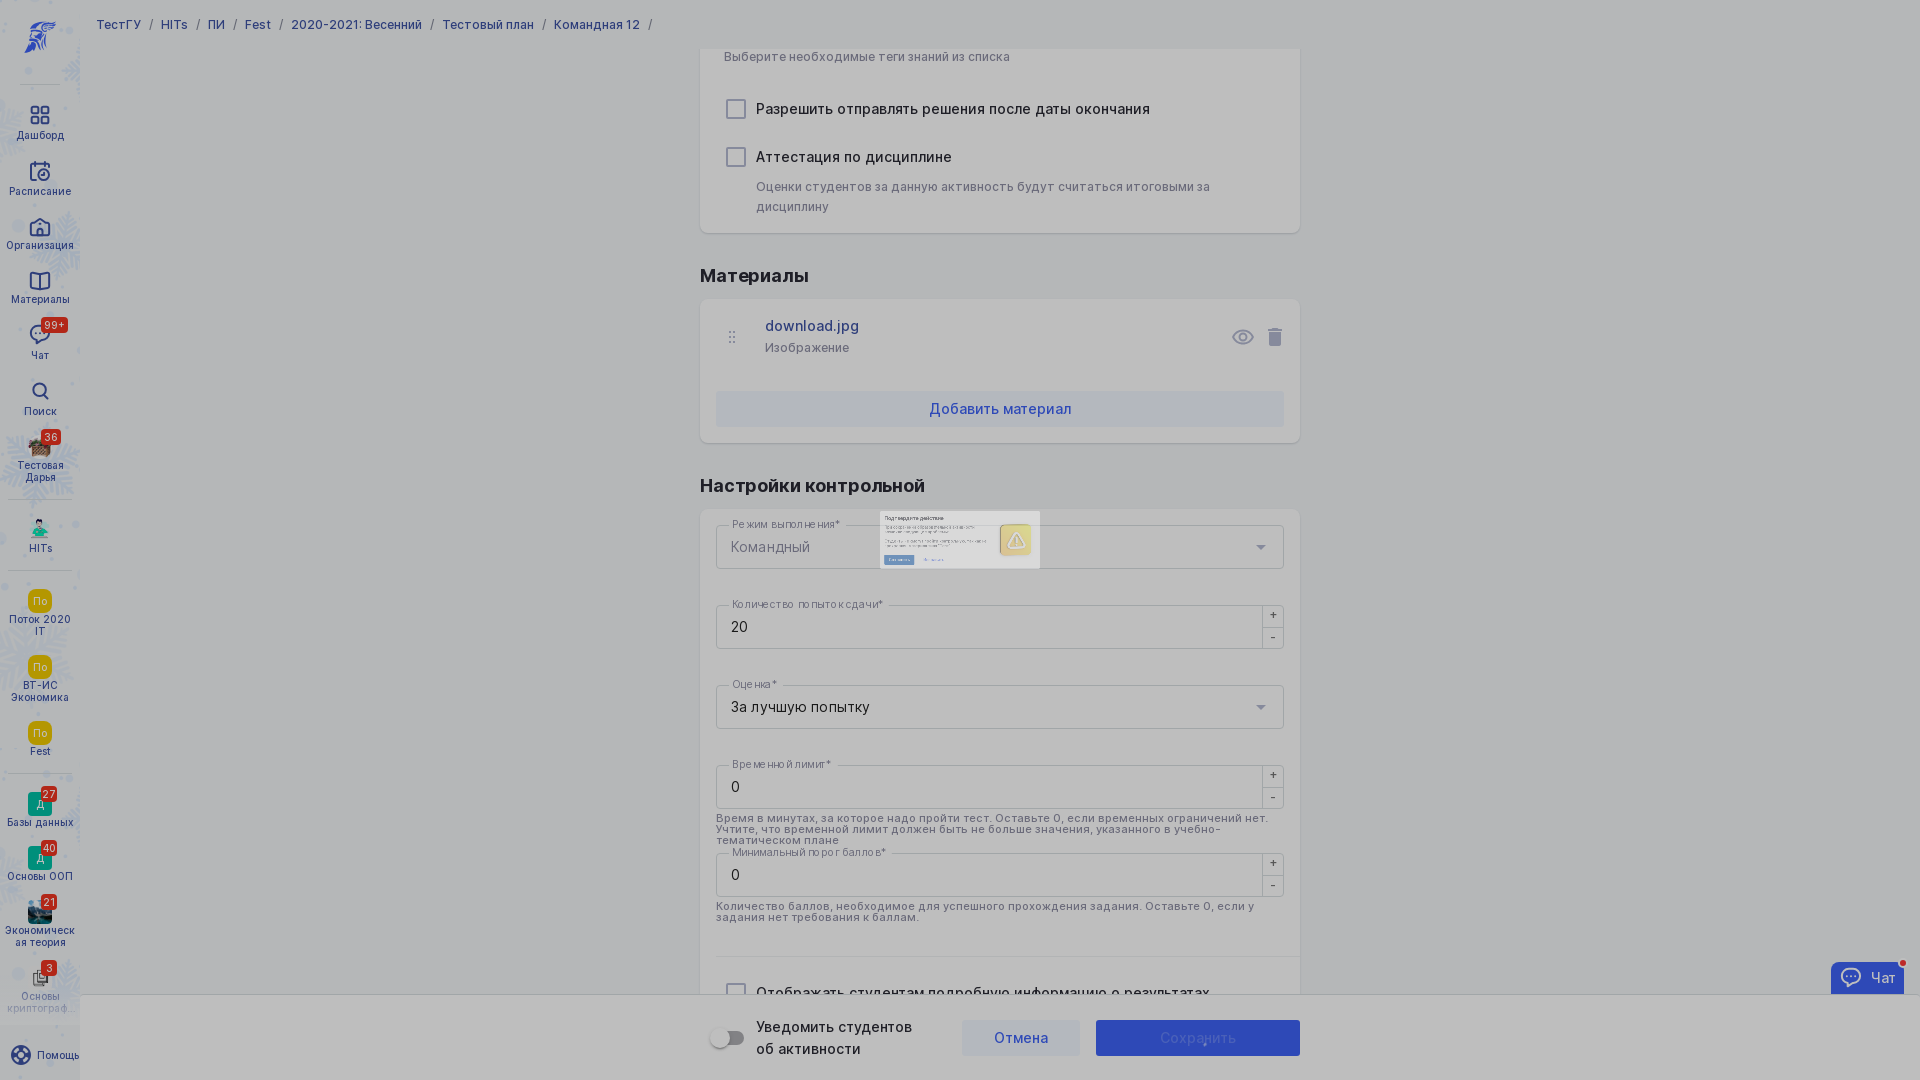 ТестГУ / HITs / ПИ / Fest / 2020-2021: Весенний / Тестовый план / Командная 12 /
Дашборд
Расписание
Организация
Материалы
99+
Чат
Поиск
36
Тестовая
Дарья
HITs
По
Поток 2020
IT
По
ВТ-ИС
Экономика
По
Fest
27
Д
Базы данных
40
Д
Основы ООП
21
Экономическ
ая теория
3
Основы
криптограф...
Помощь
Выберите необходимые теги знаний из списка
Разрешить отправлять решения после даты окончания
Аттестация по дисциплине
Оценки студентов за данную активность будут считаться итоговыми за
дисциплину
Материалы
download.jpg
Изображение
Добавить материал
Настройки контрольной
Режим выполнения*
Командный
Подтвердите действие
Количество попыток сдачи*
20
+
-
Оценка*
За лучшую попытку
Временной лимит*
0
+
-
Время в минутах, за которое надо пройти тест. Оставьте 0, если временных ограничений нет.
Учтите, что временной лимит должен быть не больше значения, указанного в учебно-
тематическом плане
Минимальный порог баллов*
0
+
-
Количество баллов, необходимое для успешного прохождения задания. Оставьте 0, если у
задания нет требования к баллам.
Отображать студентам подробную информацию о результатах
Уведомить студентов
об активности
Отмена
Сохранить
Чат